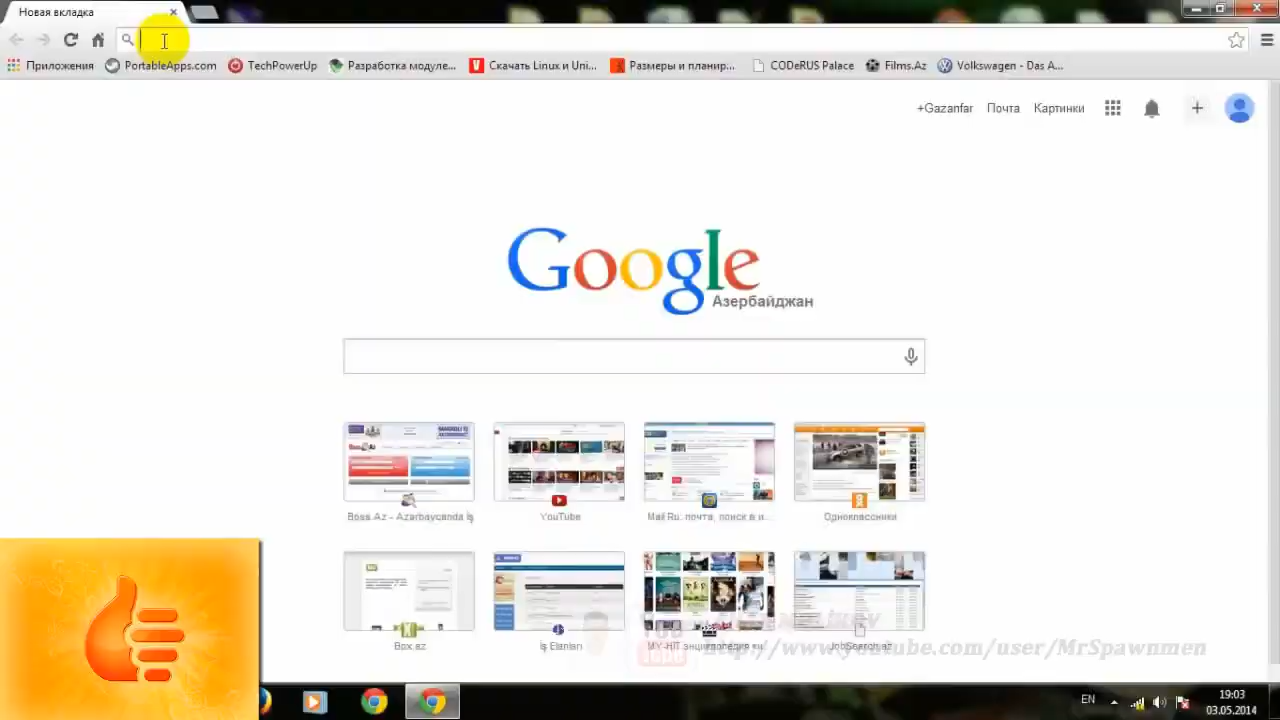 Новая вкладка
Приложения
PortableApps.com
TechPowerUp
Разработка модуле...
Скачать Linux и Uni...
Размеры и планир...
CODeRUS Palace
Films.Az
Volkswagen - Das A...
+Gazanfar Почта Картинки
Google
Азербайджан
Boss.Az - Azərbaycanda İş
YouTube
Mail.Ru: почта, поиск в и...
Одноклассники
Box.az
İş Elanları
MY-HIT энциклопедия ки...
JobSearch.az
You
Tube
http://www.youtube.com/user/MrSpawnmen
EN
19:03
03.05.2014